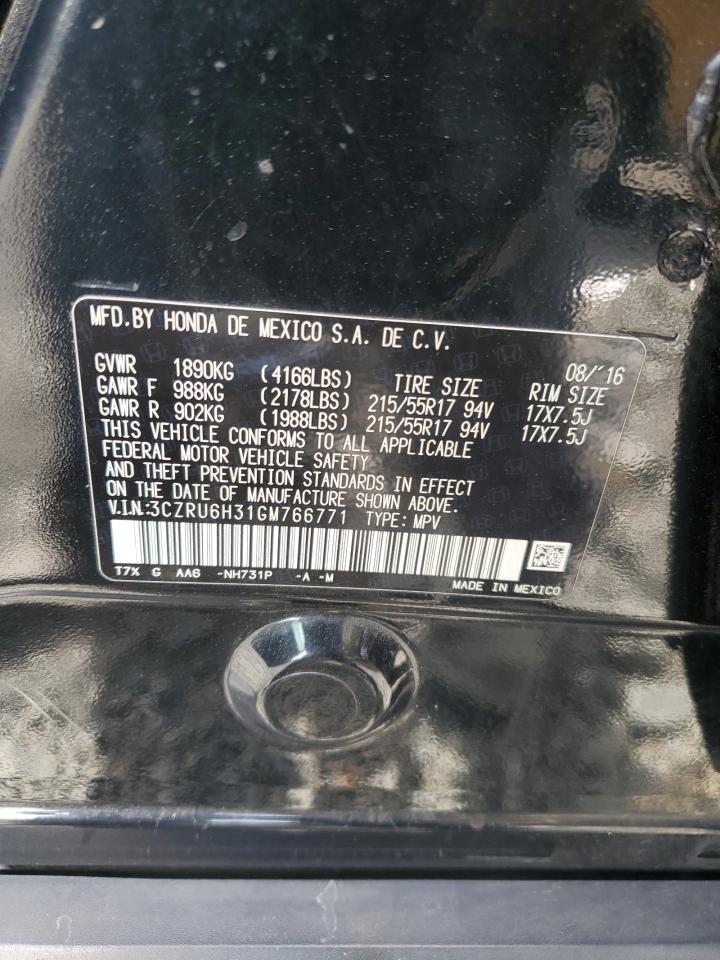 MFD.BY HONDA DE MEXICO S.A. DE C.V.
08/'16
GVWR 1890KG (4166LBS) TIRE SIZE RIM SIZE
GAWR F 988KG (2178LBS) 215/55R17 94V 17X7.5J
GAWR R 902KG (1988LBS) 215/55R17 94V 17X7.5J
THIS VEHICLE CONFORMS TO ALL APPLICABLE
FEDERAL MOTOR VEHICLE SAFETY
AND THEFT PREVENTION STANDARDS IN EFFECT
ON THE DATE OF MANUFACTURE SHOWN ABOVE.
V.I.N:3CZRU6H31GM766771 TYPE: MPV
T7X G AA6 -NH731P -A -M MADE IN MEXICO